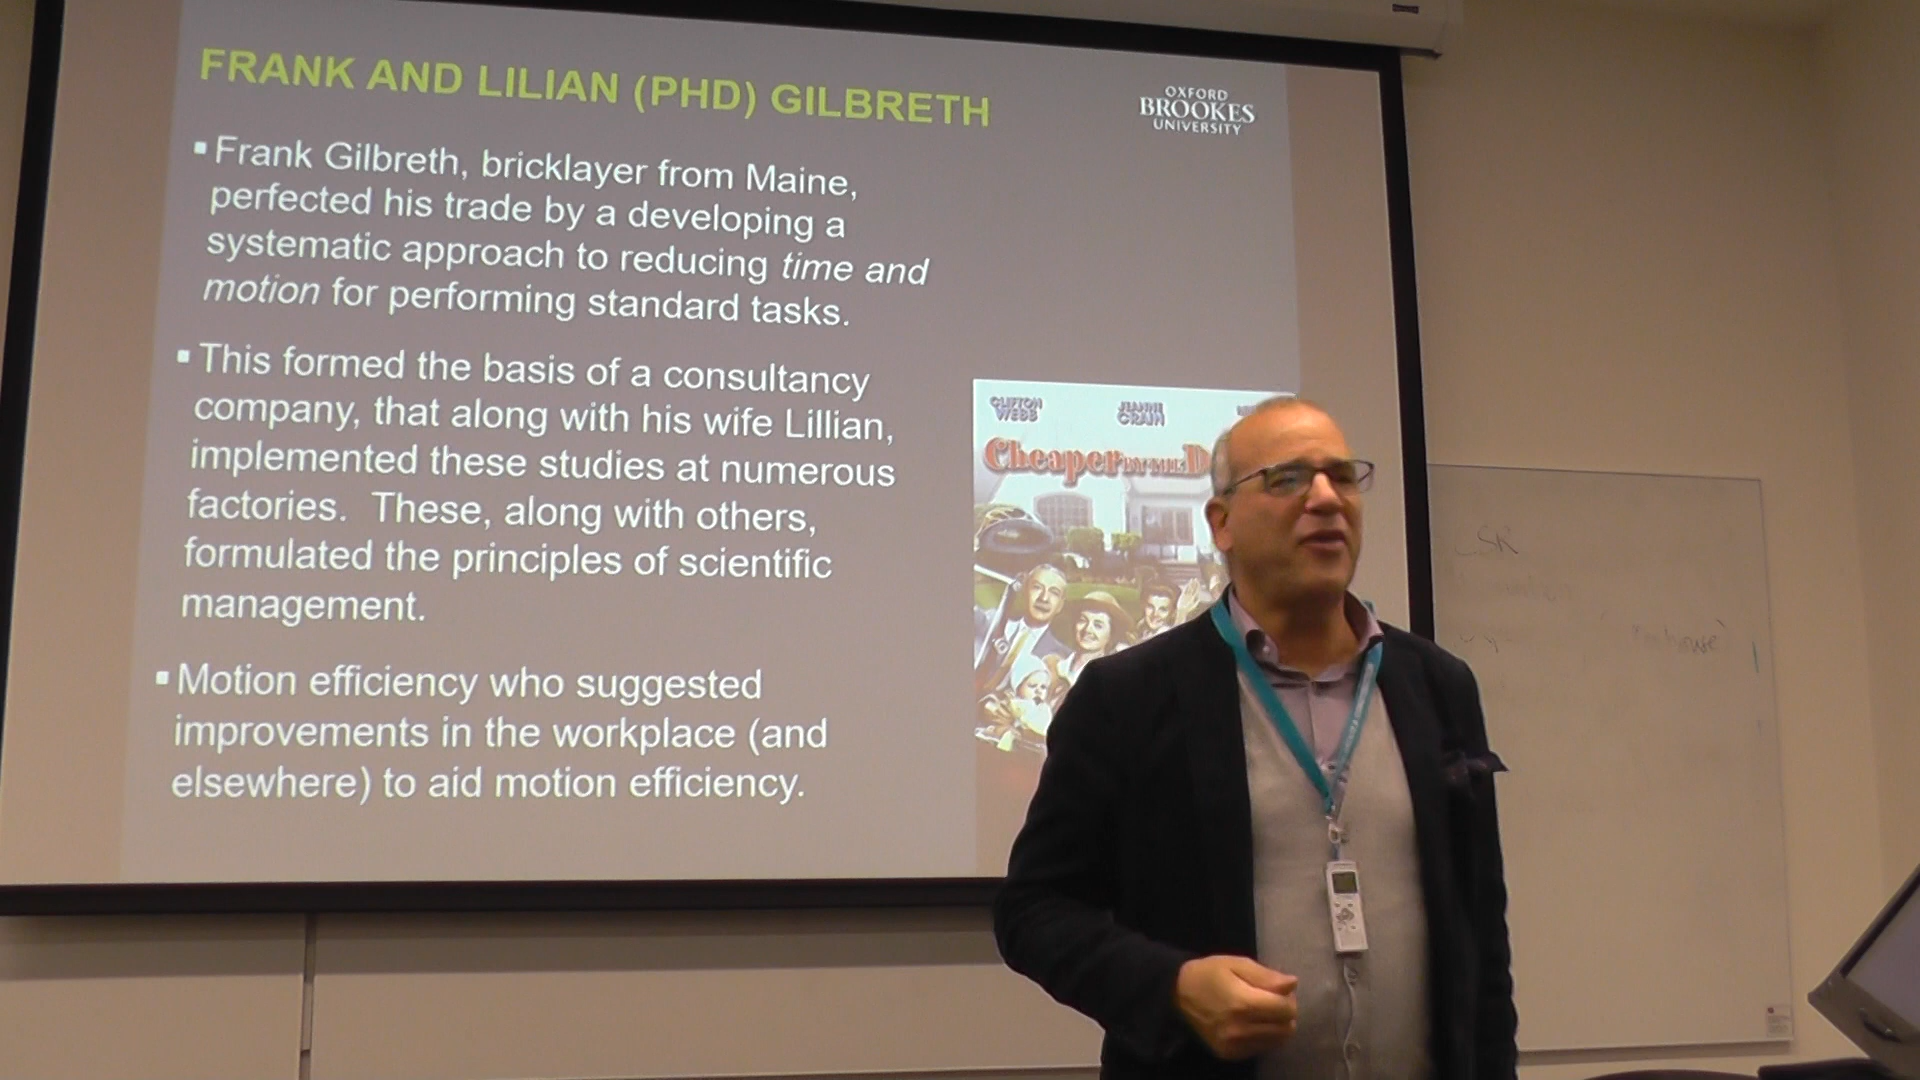 FRANK AND LILIAN (PHD) GILBRETH
OXFORD
BROOKES
UNIVERSITY
▪ Frank Gilbreth, bricklayer from Maine,
perfected his trade by a developing a
systematic approach to reducing time and
motion for performing standard tasks.
▪ This formed the basis of a consultancy
company, that along with his wife Lillian,
implemented these studies at numerous
factories. These, along with others,
formulated the principles of scientific
management.
▪ Motion efficiency who suggested
improvements in the workplace (and
elsewhere) to aid motion efficiency.
CLIFTON
WEBB
JEANNE
CRAIN
Cheaper BY THE D
CSR